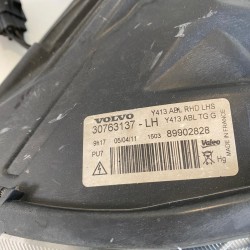 VOLVO
Y413 ABL RHD LHS
30763137 - LH
Y413 ABL TG G
9h17 05/04/11 1503 89902828
PU7
Valeo
Hg